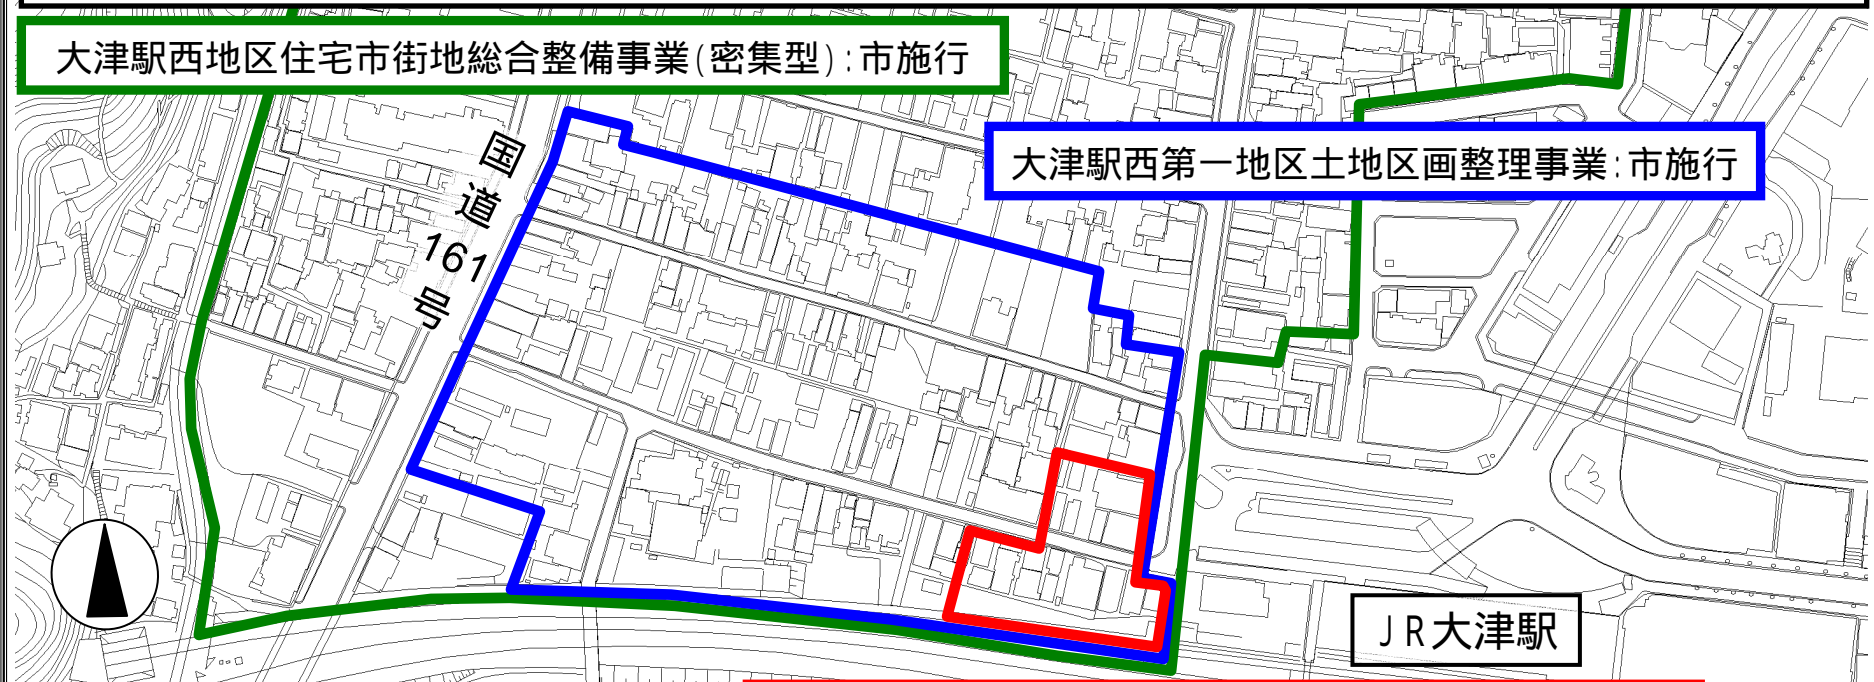 大津駅西地区住宅市街地総合整備事業(密集型):市施行
大津駅西第一地区土地区画整理事業:市施行
国道161号
JR大津駅